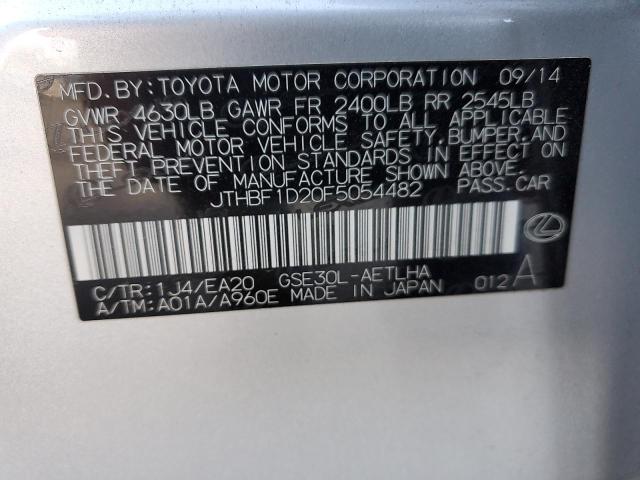 MFD.BY:TOYOTA MOTOR CORPORATION 09/14
GVWR 4630LB GAWR FR 2400LB RR 2545LB
THIS VEHICLE CONFORMS TO ALL APPLICABLE
FEDERAL MOTOR VEHICLE SAFETY,BUMPER,AND
THEFT PREVENTION STANDARDS IN EFFECT ON
THE DATE OF MANUFACTURE SHOWN ABOVE.
JTHBF1D20F5054482 PASS.CAR
C/TR:1J4/EA20 GSE30L-AETLHA
A/TM:A01A/A960E MADE IN JAPAN 012A